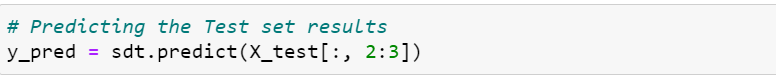 # Predicting the Test set results
y_pred = sdt.predict(X_test[:, 2:3])